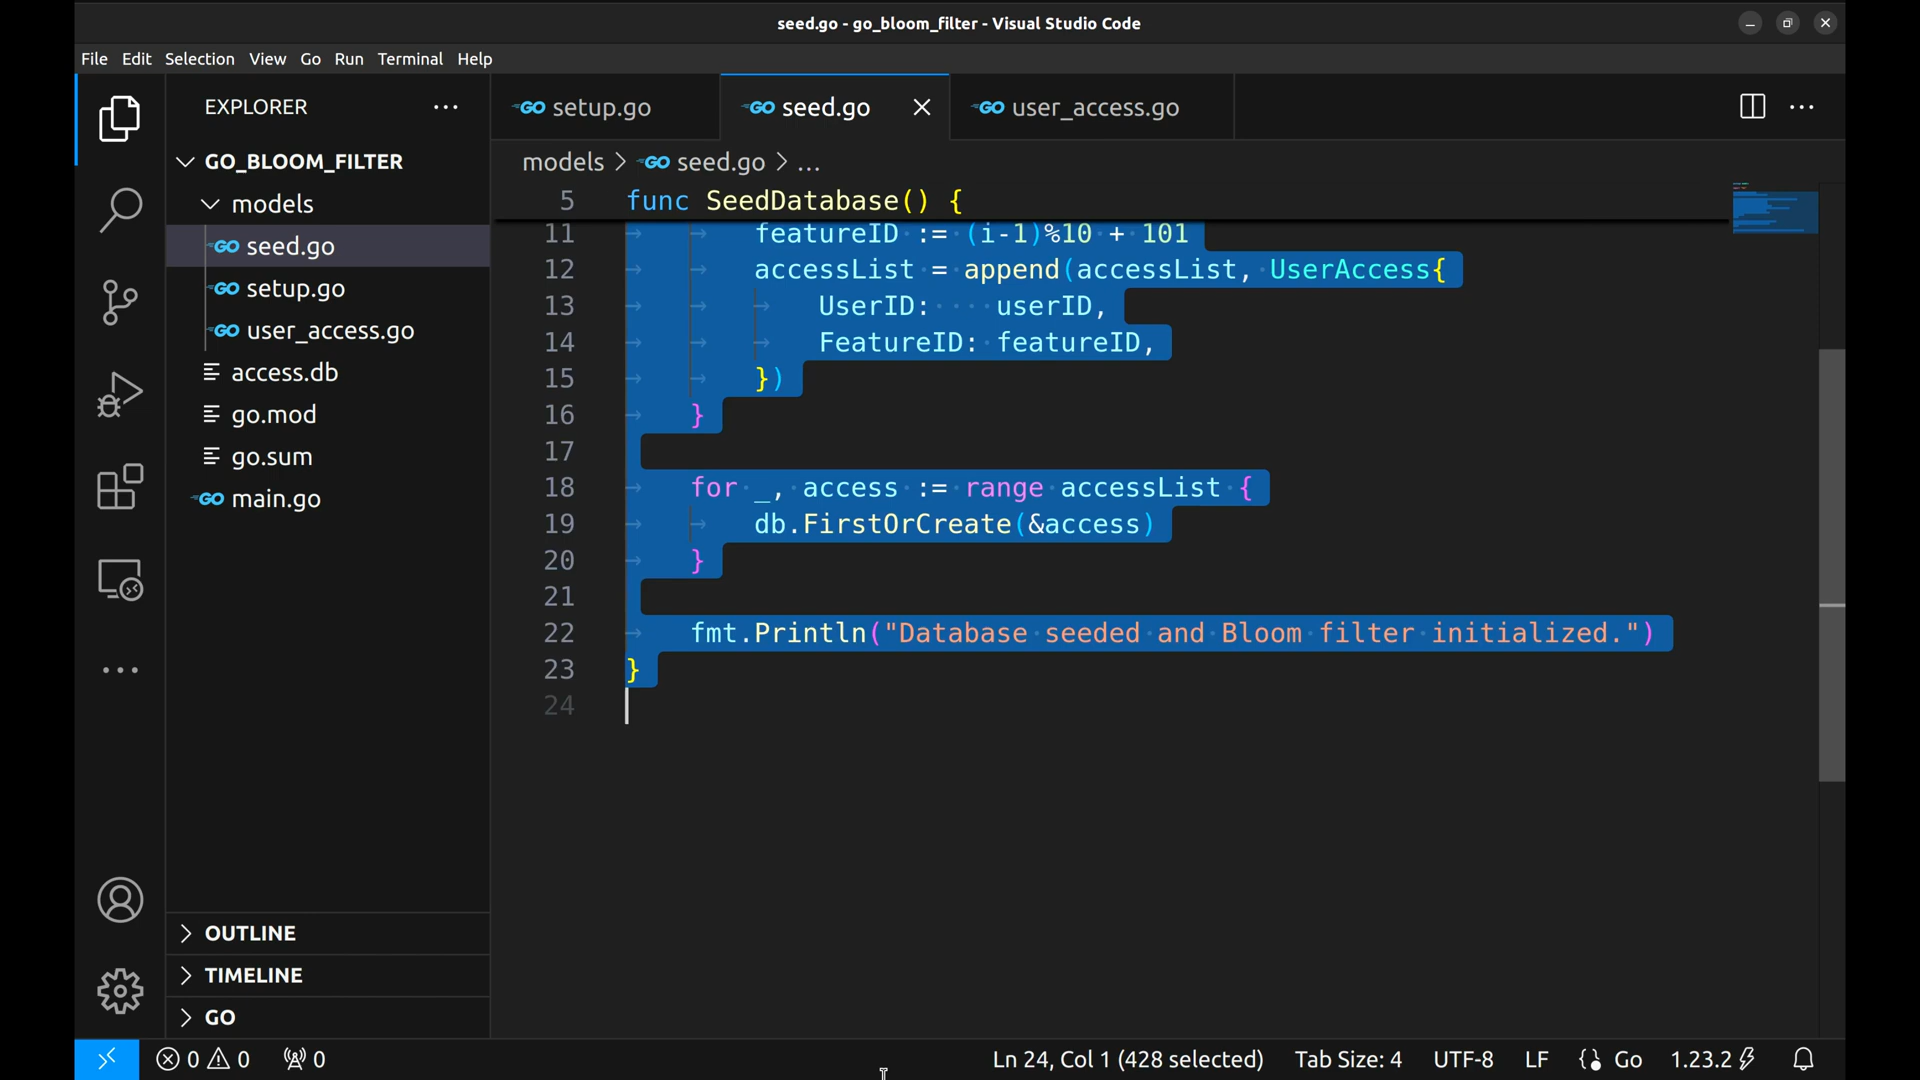 seed.go - go_bloom_filter - Visual Studio Code
File Edit Selection View Go Run Terminal Help
EXPLORER
GO_BLOOM_FILTER
models
seed.go
setup.go
user_access.go
access.db
go.mod
go.sum
main.go
OUTLINE
TIMELINE
GO
setup.go seed.go user_access.go
models > seed.go > ...
5 func SeedDatabase() {
11 featureID := (i-1)%10 + 101
12 accessList = append(accessList, UserAccess{
13 UserID: userID,
14 FeatureID: featureID,
15 })
16 }
17
18 for _, access := range accessList {
19 db.FirstOrCreate(&access)
20 }
21
22 fmt.Println("Database seeded and Bloom filter initialized.")
23 }
24
0 0 0 Ln 24, Col 1 (428 selected) Tab Size: 4 UTF-8 LF Go 1.23.2